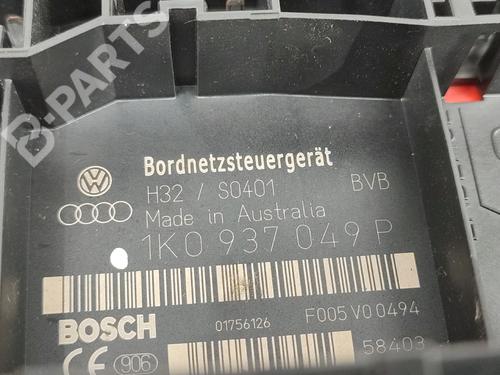 B-PARTS
Bordnetzsteuergerät
H32 / S0401 BVB
Made in Australia
1K0 937 049 P
BOSCH 01756126 F005 V0 0494
CE 906 58403